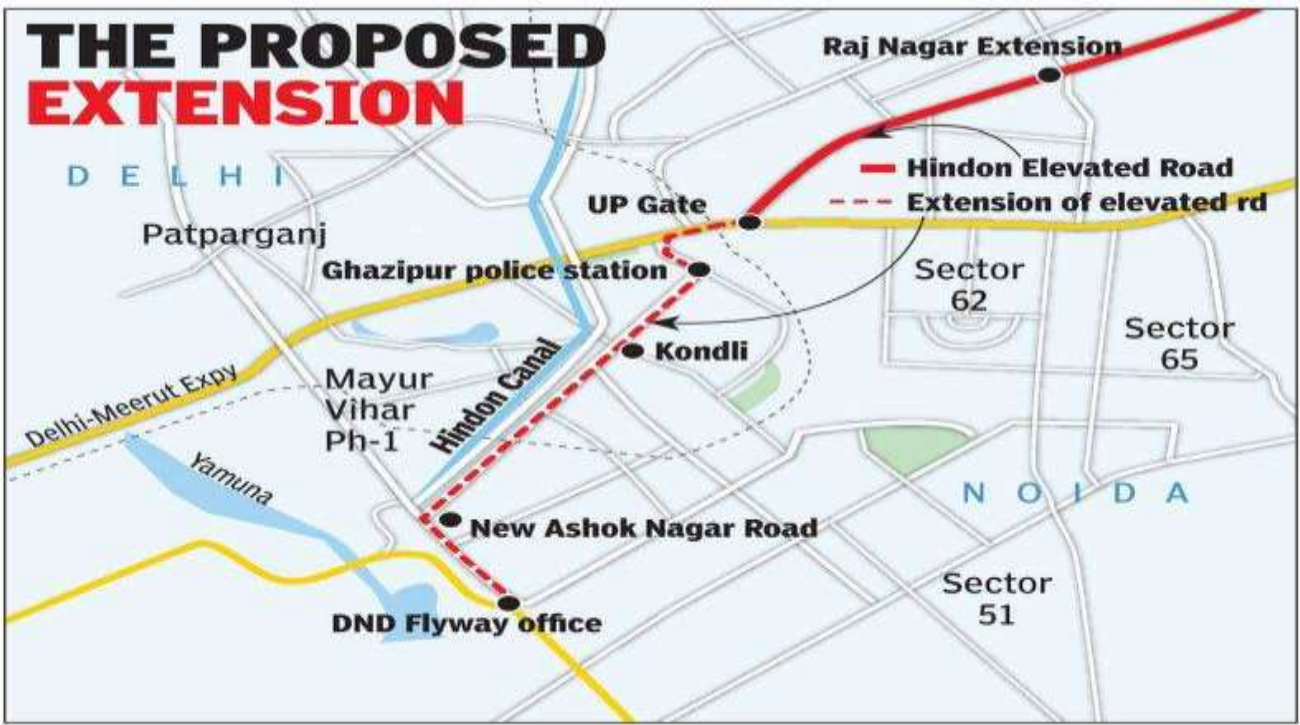 THE PROPOSED
EXTENSION
Raj Nagar Extension
DELHI
Hindon Elevated Road
Extension of elevated rd
UP Gate
Patparganj
Ghazipur police station
Sector
62
Sector
65
Kondli
Hindon Canal
Delhi-Meerut Expy
Mayur
Vihar
Ph-1
Yamuna
NOIDA
New Ashok Nagar Road
Sector
51
DND Flyway office